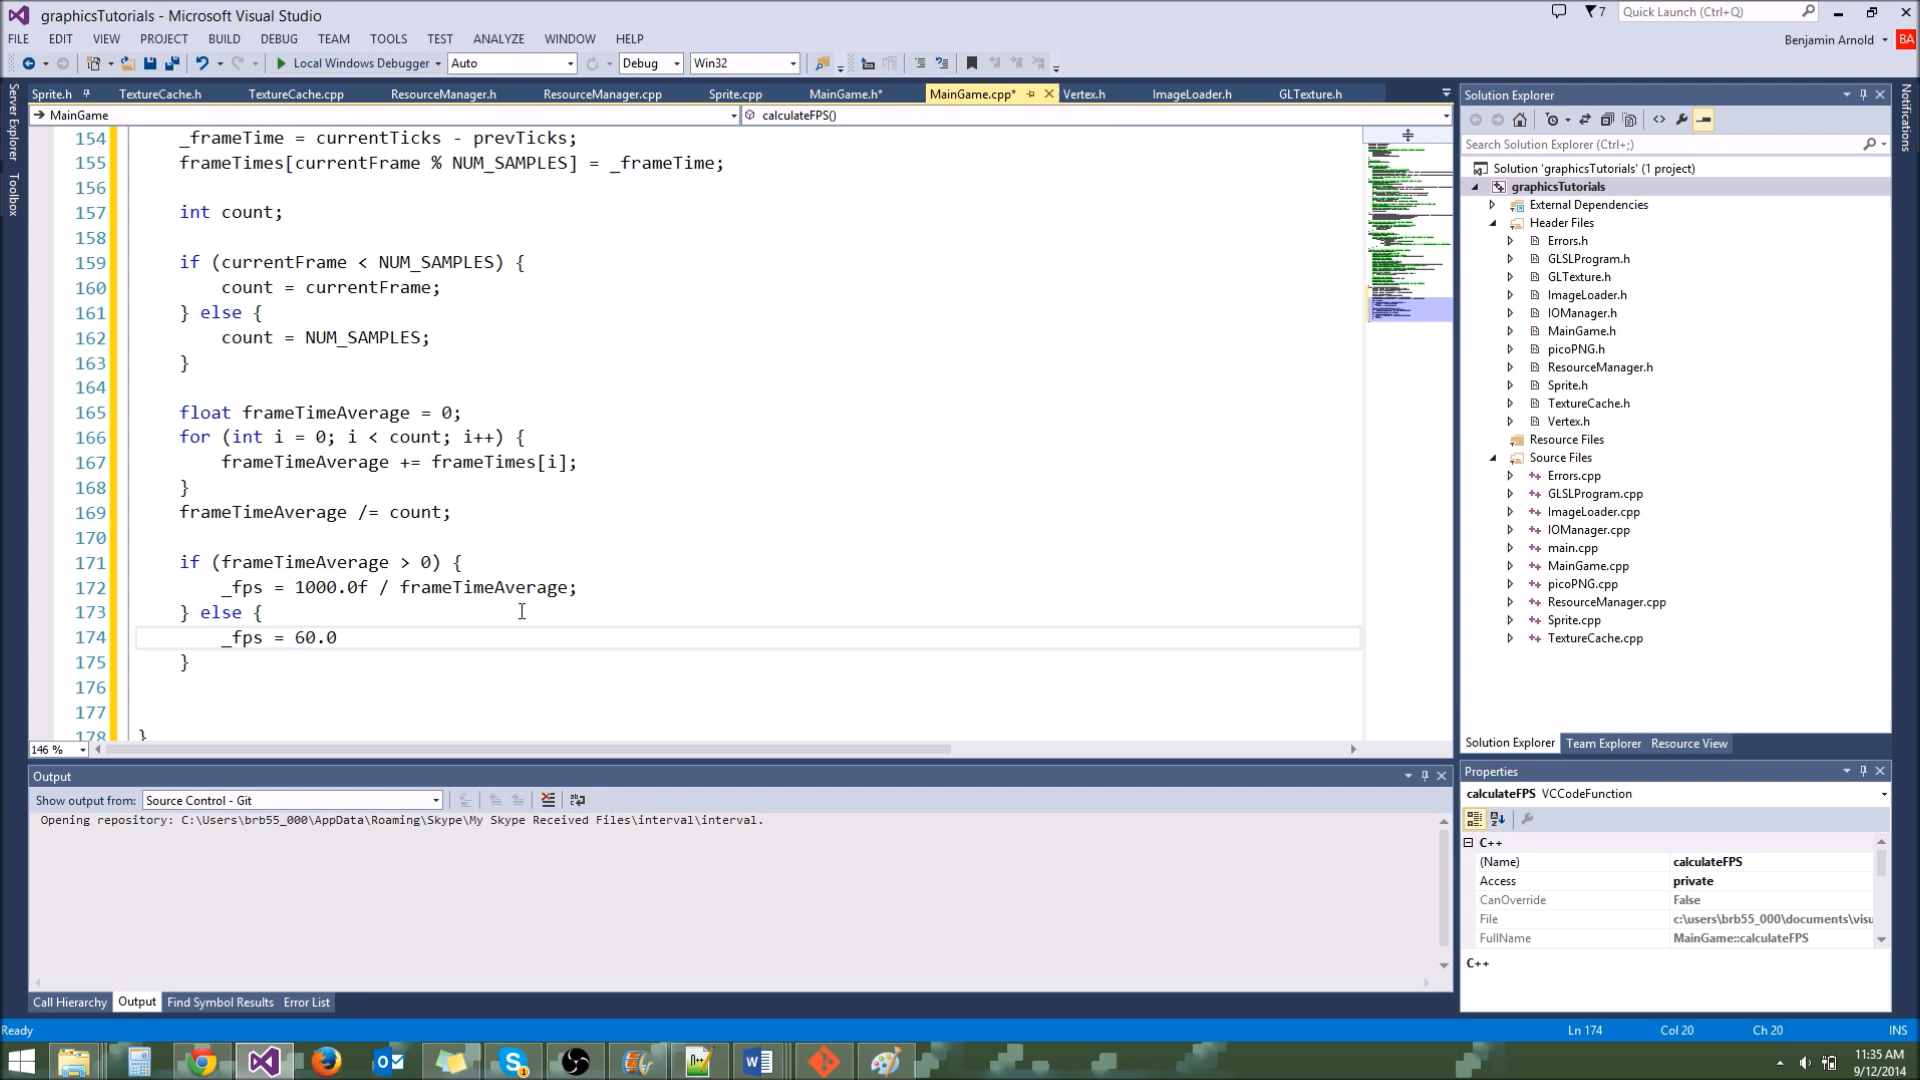 graphicsTutorials - Microsoft Visual Studio
7
Quick Launch (Ctrl+Q)
FILE EDIT VIEW PROJECT BUILD DEBUG TEAM TOOLS TEST ANALYZE WINDOW HELP
Benjamin Arnold BA
Local Windows Debugger Auto Debug Win32
Server Explorer
Toolbox
Sprite.h TextureCache.h TextureCache.cpp ResourceManager.h ResourceManager.cpp Sprite.cpp MainGame.h* MainGame.cpp* Vertex.h ImageLoader.h GLTexture.h
MainGame calculateFPS()
154 _frameTime = currentTicks - prevTicks;
155 frameTimes[currentFrame % NUM_SAMPLES] = _frameTime;
156
157 int count;
158
159 if (currentFrame < NUM_SAMPLES) {
160 count = currentFrame;
161 } else {
162 count = NUM_SAMPLES;
163 }
164
165 float frameTimeAverage = 0;
166 for (int i = 0; i < count; i++) {
167 frameTimeAverage += frameTimes[i];
168 }
169 frameTimeAverage /= count;
170
171 if (frameTimeAverage > 0) {
172 _fps = 1000.0f / frameTimeAverage;
173 } else {
174 _fps = 60.0
175 }
176
177
178 }
146 %
Output
Show output from: Source Control - Git
Opening repository: C:\Users\brb55_000\AppData\Roaming\Skype\My Skype Received Files\interval\interval.
Call Hierarchy Output Find Symbol Results Error List
Solution Explorer
Search Solution Explorer (Ctrl+;)
Solution 'graphicsTutorials' (1 project)
graphicsTutorials
External Dependencies
Header Files
Errors.h
GLSLProgram.h
GLTexture.h
ImageLoader.h
IOManager.h
MainGame.h
picoPNG.h
ResourceManager.h
Sprite.h
TextureCache.h
Vertex.h
Resource Files
Source Files
Errors.cpp
GLSLProgram.cpp
ImageLoader.cpp
IOManager.cpp
main.cpp
MainGame.cpp
picoPNG.cpp
ResourceManager.cpp
Sprite.cpp
TextureCache.cpp
Solution Explorer Team Explorer Resource View
Properties
calculateFPS VCCodeFunction
C++
(Name) calculateFPS
Access private
CanOverride False
File c:\users\brb55_000\documents\visu
FullName MainGame::calculateFPS
C++
Notifications
Ready Ln 174 Col 20 Ch 20 INS
11:35 AM
9/12/2014